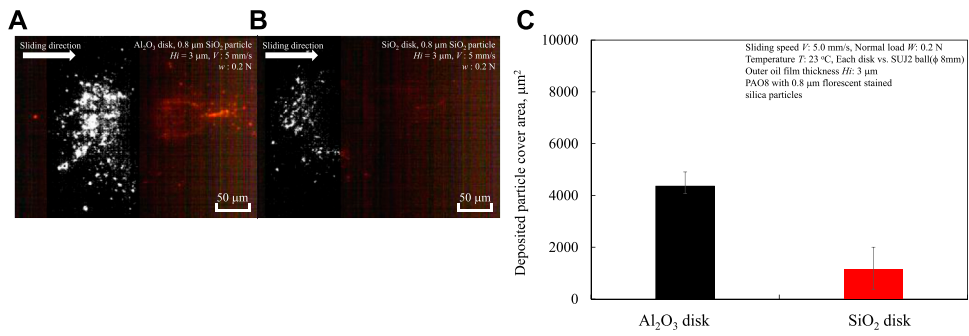 A
Sliding direction
Al₂O₃ disk, 0.8 μm SiO₂ particle
Hi = 3 μm, V : 5 mm/s
w : 0.2 N
50 μm
B
Sliding direction
SiO₂ disk, 0.8 μm SiO₂ particle
Hi = 3 μm, V : 5 mm/s
w : 0.2 N
50 μm
C
Deposited particle cover area, μm²
10000
8000
6000
4000
2000
0
Sliding speed V: 5.0 mm/s, Normal load W: 0.2 N
Temperature T: 23 °C, Each disk vs. SUJ2 ball(ϕ 8mm)
Outer oil film thickness Hi: 3 μm
PAO8 with 0.8 μm florescent stained
silica particles
Al₂O₃ disk
SiO₂ disk